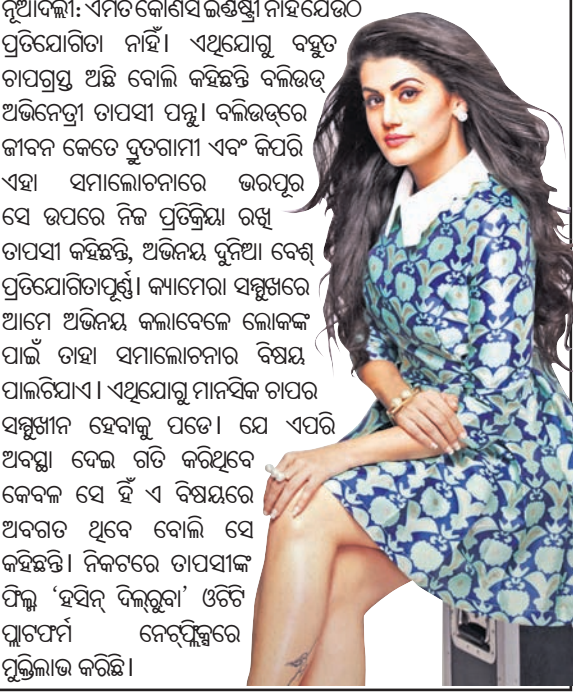 ନୂଆଦିଲ୍ଲୀ: ଏମିତି କୌଣସି ଇଣ୍ଡଷ୍ଟ୍ରୀ ନାହିଁ ଯେଉଁଠି
ପ୍ରତିଯୋଗିତା ନାହିଁ। ଏଥିଯୋଗୁ ବହୁତ
ଚାପଗ୍ରସ୍ତ ଅଛି ବୋଲି କହିଛନ୍ତି ବଲିଉଡ୍
ଅଭିନେତ୍ରୀ ତାପସୀ ପନ୍ନୁ। ବଲିଉଡ୍‌ରେ
ଜୀବନ କେତେ ଦ୍ରୁତଗାମୀ ଏବଂ କିପରି
ଏହା ସମାଲୋଚନାରେ ଭରପୂର
ସେ ଉପରେ ନିଜ ପ୍ରତିକ୍ରିୟା ରଖି
ତାପସୀ କହିଛନ୍ତି, ଅଭିନୟ ଦୁନିଆ ବେଶ୍
ପ୍ରତିଯୋଗିତାପୂର୍ଣ୍ଣ। କ୍ୟାମେରା ସମ୍ମୁଖରେ
ଆମେ ଅଭିନୟ କଲାବେଳେ ଲୋକଙ୍କ
ପାଇଁ ତାହା ସମାଲୋଚନାର ବିଷୟ
ପାଲଟିଯାଏ। ଏଥିଯୋଗୁ ମାନସିକ ଚାପର
ସମ୍ମୁଖୀନ ହେବାକୁ ପଡେ। ଯେ ଏପରି
ଅବସ୍ଥା ଦେଇ ଗତି କରିଥିବେ
କେବଳ ସେ ହିଁ ଏ ବିଷୟରେ
ଅବଗତ ଥିବେ ବୋଲି ସେ
କହିଛନ୍ତି। ନିକଟରେ ତାପସୀଙ୍କ
ଫିଲ୍ମ ‘ହସିନ୍ ଦିଲ୍‌ରୁବା’ ଓଟିଟି
ପ୍ଲାଟଫର୍ମ ନେଟ୍‌ଫ୍ଲିକ୍ସରେ
ମୁକ୍ତିଲାଭ କରିଛି।